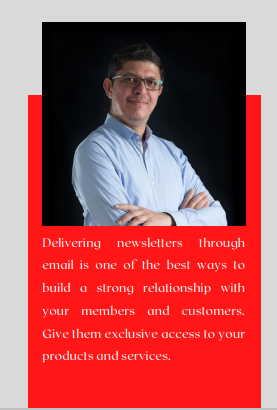 Delivering newsletters through
email is one of the best ways to
build a strong relationship with
your members and customers.
Give them exclusive access to your
products and services.